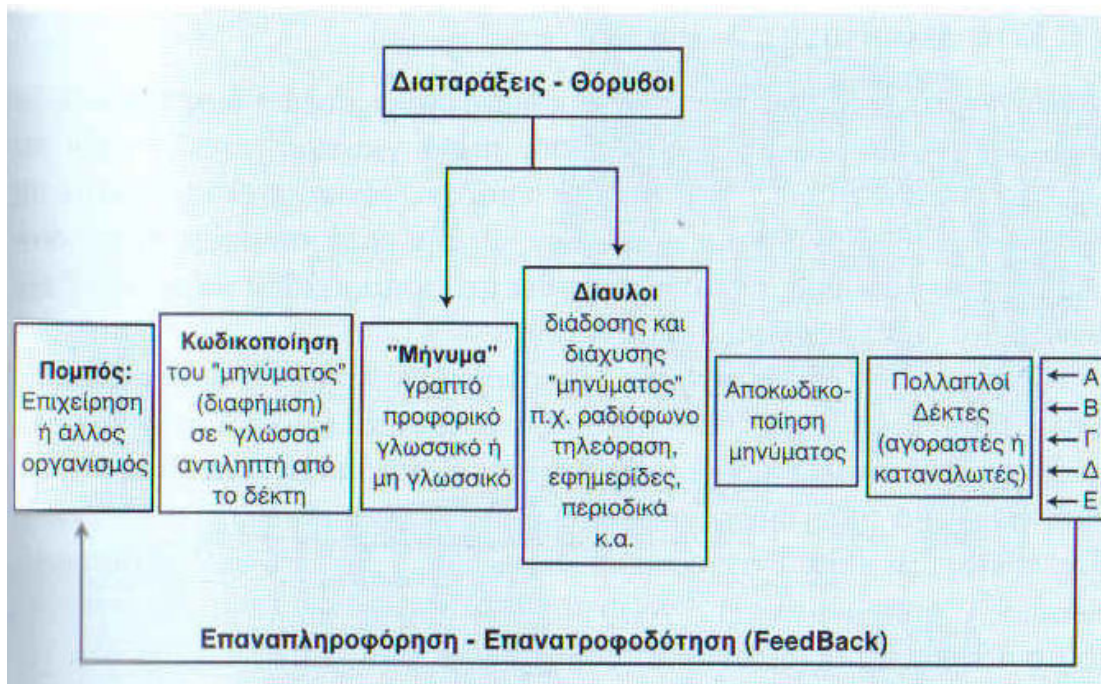 Διαταράξεις - Θόρυβοι
Πομπός:
Επιχείρηση
ή άλλος
οργανισμός
Κωδικοποίηση
του "μηνύματος"
(διαφήμιση)
σε "γλώσσα"
αντιληπτή από
το δέκτη
"Μήνυμα"
γραπτό
προφορικό
γλωσσικό ή
μη γλωσσικό
Δίαυλοι
διάδοσης και
διάχυσης
"μηνύματος"
π.χ. ραδιόφωνο
τηλεόραση,
εφημερίδες,
περιοδικά
κ.α.
Αποκωδικο-
ποίηση
μηνύματος
Πολλαπλοί
Δέκτες
(αγοραστές ή
καταναλωτές)
Α
Β
Γ
Δ
Ε
Επαναπληροφόρηση - Επανατροφοδότηση (FeedBack)